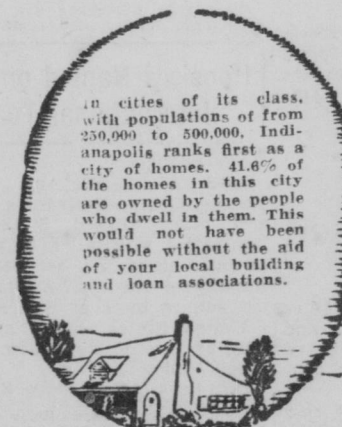 in cities of its class,
with populations of from
250,000 to 500,000, Indi-
anapolis ranks first as a
city of homes. 41.6% of
the homes in this city
are owned by the people
who dwell in them. This
would not have been
possible without the aid
of your local building
and loan associations.